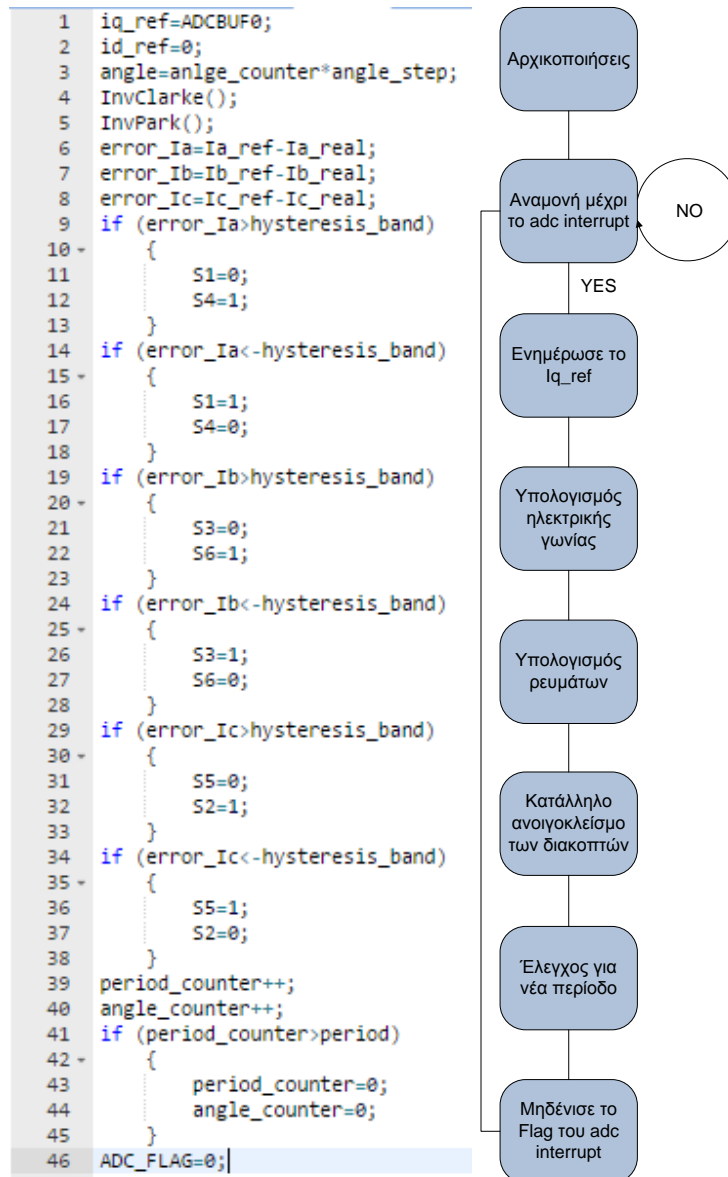 1 iq_ref=ADCBUF0;
2 id_ref=0;
3 angle=anlge_counter*angle_step;
4 InvClarke();
5 InvPark();
6 error_Ia=Ia_ref-Ia_real;
7 error_Ib=Ib_ref-Ib_real;
8 error_Ic=Ic_ref-Ic_real;
9 if (error_Ia>hysteresis_band)
10 {
11 S1=0;
12 S4=1;
13 }
14 if (error_Ia<-hysteresis_band)
15 {
16 S1=1;
17 S4=0;
18 }
19 if (error_Ib>hysteresis_band)
20 {
21 S3=0;
22 S6=1;
23 }
24 if (error_Ib<-hysteresis_band)
25 {
26 S3=1;
27 S6=0;
28 }
29 if (error_Ic>hysteresis_band)
30 {
31 S5=0;
32 S2=1;
33 }
34 if (error_Ic<-hysteresis_band)
35 {
36 S5=1;
37 S2=0;
38 }
39 period_counter++;
40 angle_counter++;
41 if (period_counter>period)
42 {
43 period_counter=0;
44 angle_counter=0;
45 }
46 ADC_FLAG=0;
Αρχικοποιήσεις
Αναμονή μέχρι
το adc interrupt
NO
YES
Ενημέρωσε το
Iq_ref
Υπολογισμός
ηλεκτρικής
γωνίας
Υπολογισμός
ρευμάτων
Κατάλληλο
ανοιγοκλείσμο
των διακοπτών
Έλεγχος για
νέα περίοδο
Μηδένισε το
Flag του adc
interrupt